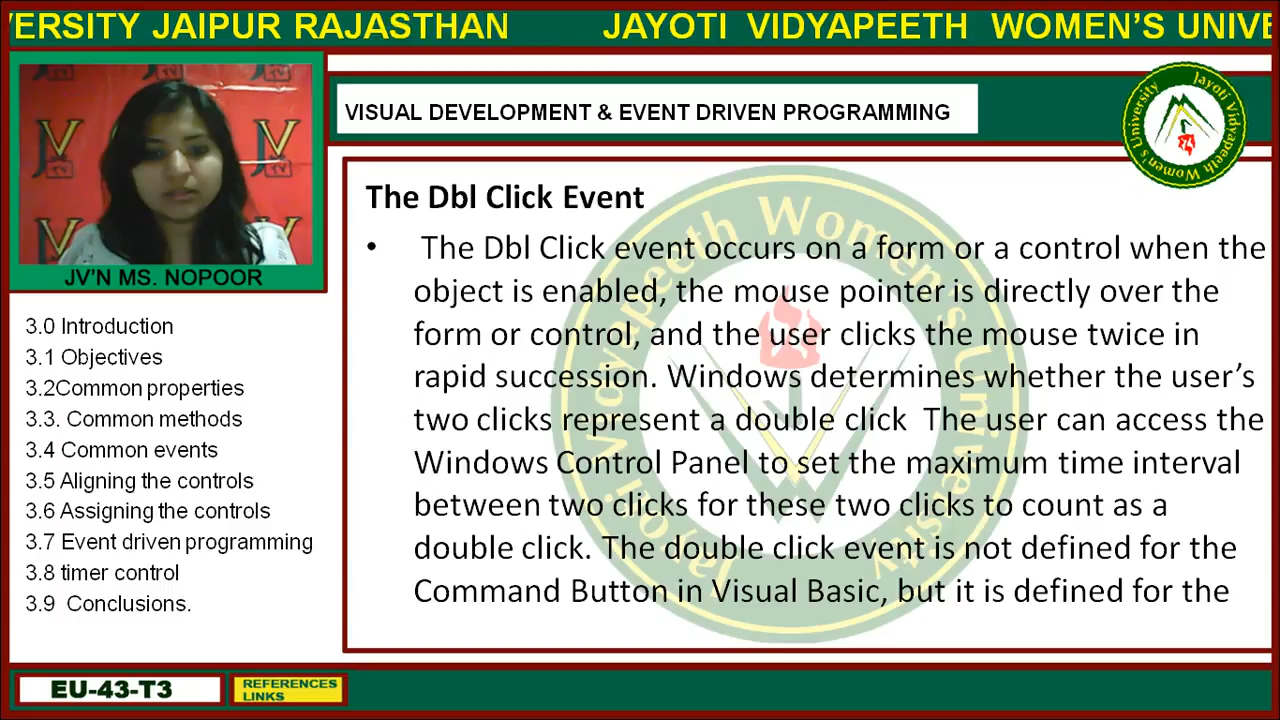 ERSITY JAIPUR RAJASTHAN JAYOTI VIDYAPEETH WOMEN'S UNIVE
VISUAL DEVELOPMENT & EVENT DRIVEN PROGRAMMING
Jayoti Vidyapeeth Women's University
JV'N MS. NOPOOR
3.0 Introduction
3.1 Objectives
3.2Common properties
3.3. Common methods
3.4 Common events
3.5 Aligning the controls
3.6 Assigning the controls
3.7 Event driven programming
3.8 timer control
3.9 Conclusions.
The Dbl Click Event
• The Dbl Click event occurs on a form or a control when the
object is enabled, the mouse pointer is directly over the
form or control, and the user clicks the mouse twice in
rapid succession. Windows determines whether the user's
two clicks represent a double click The user can access the
Windows Control Panel to set the maximum time interval
between two clicks for these two clicks to count as a
double click. The double click event is not defined for the
Command Button in Visual Basic, but it is defined for the
Jayoti Vidyapeeth Women's University
EU-43-T3
REFERENCES
LINKS